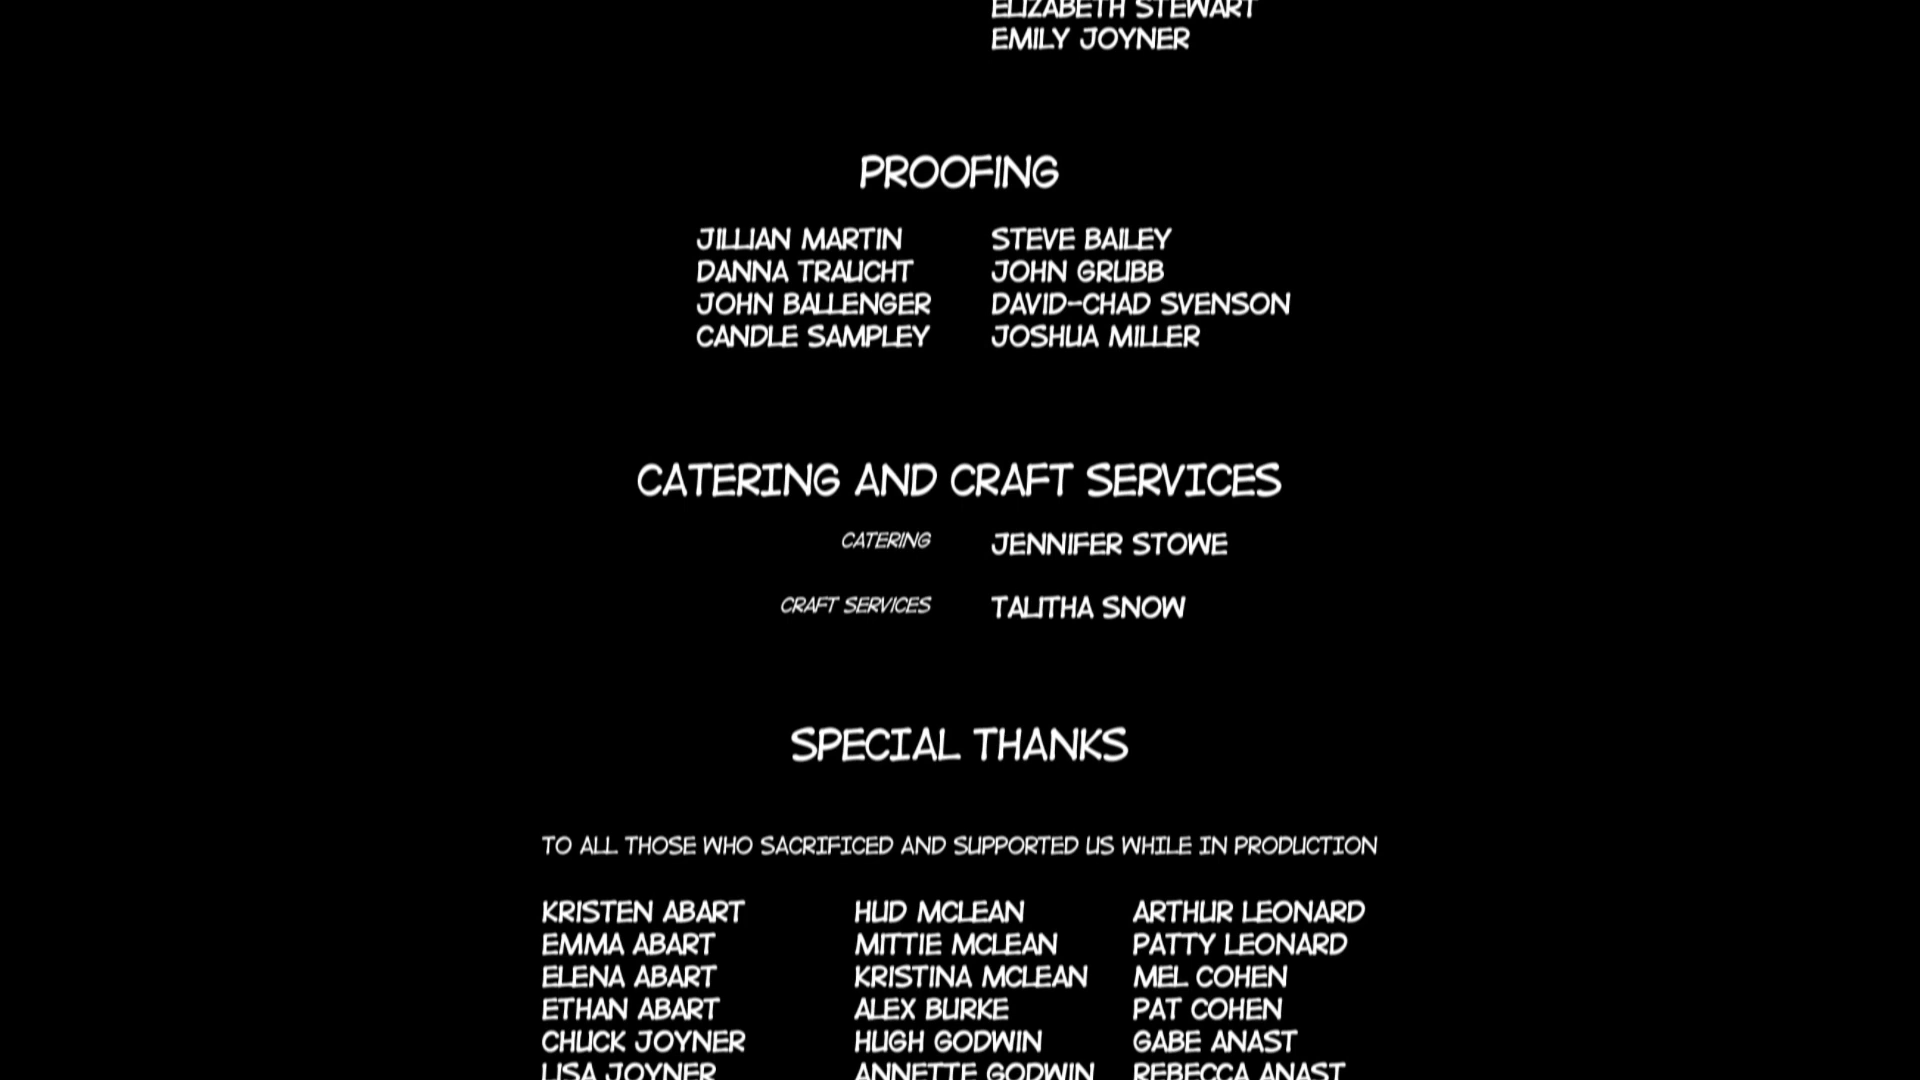 ELIZABETH STEWART
EMILY JOYNER
PROOFING
JILLIAN MARTIN STEVE BAILEY
DANNA TRAUCHT JOHN GRUBB
JOHN BALLENGER DAVID-CHAD SVENSON
CANDLE SAMPLEY JOSHUA MILLER
CATERING AND CRAFT SERVICES
CATERING JENNIFER STOWE
CRAFT SERVICES TALITHA SNOW
SPECIAL THANKS
TO ALL THOSE WHO SACRIFICED AND SUPPORTED US WHILE IN PRODUCTION
KRISTEN ABART HUD MCLEAN ARTHUR LEONARD
EMMA ABART MITTIE MCLEAN PATTY LEONARD
ELENA ABART KRISTINA MCLEAN MEL COHEN
ETHAN ABART ALEX BURKE PAT COHEN
CHUCK JOYNER HUGH GODWIN GABE ANAST
LISA JOYNER ANNETTE GODWIN REBECCA ANAST